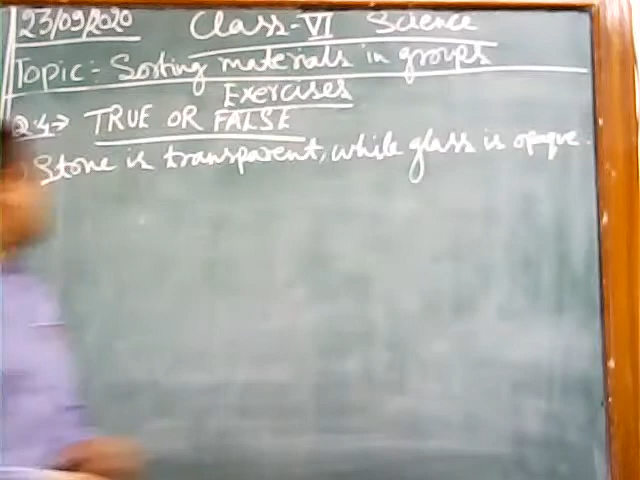 23/09/2020 Class-VI Science
Topic:- Sorting materials in groups
Exercises
Q.4→ TRUE OR FALSE
Stone is transparent, while glass is opaque.